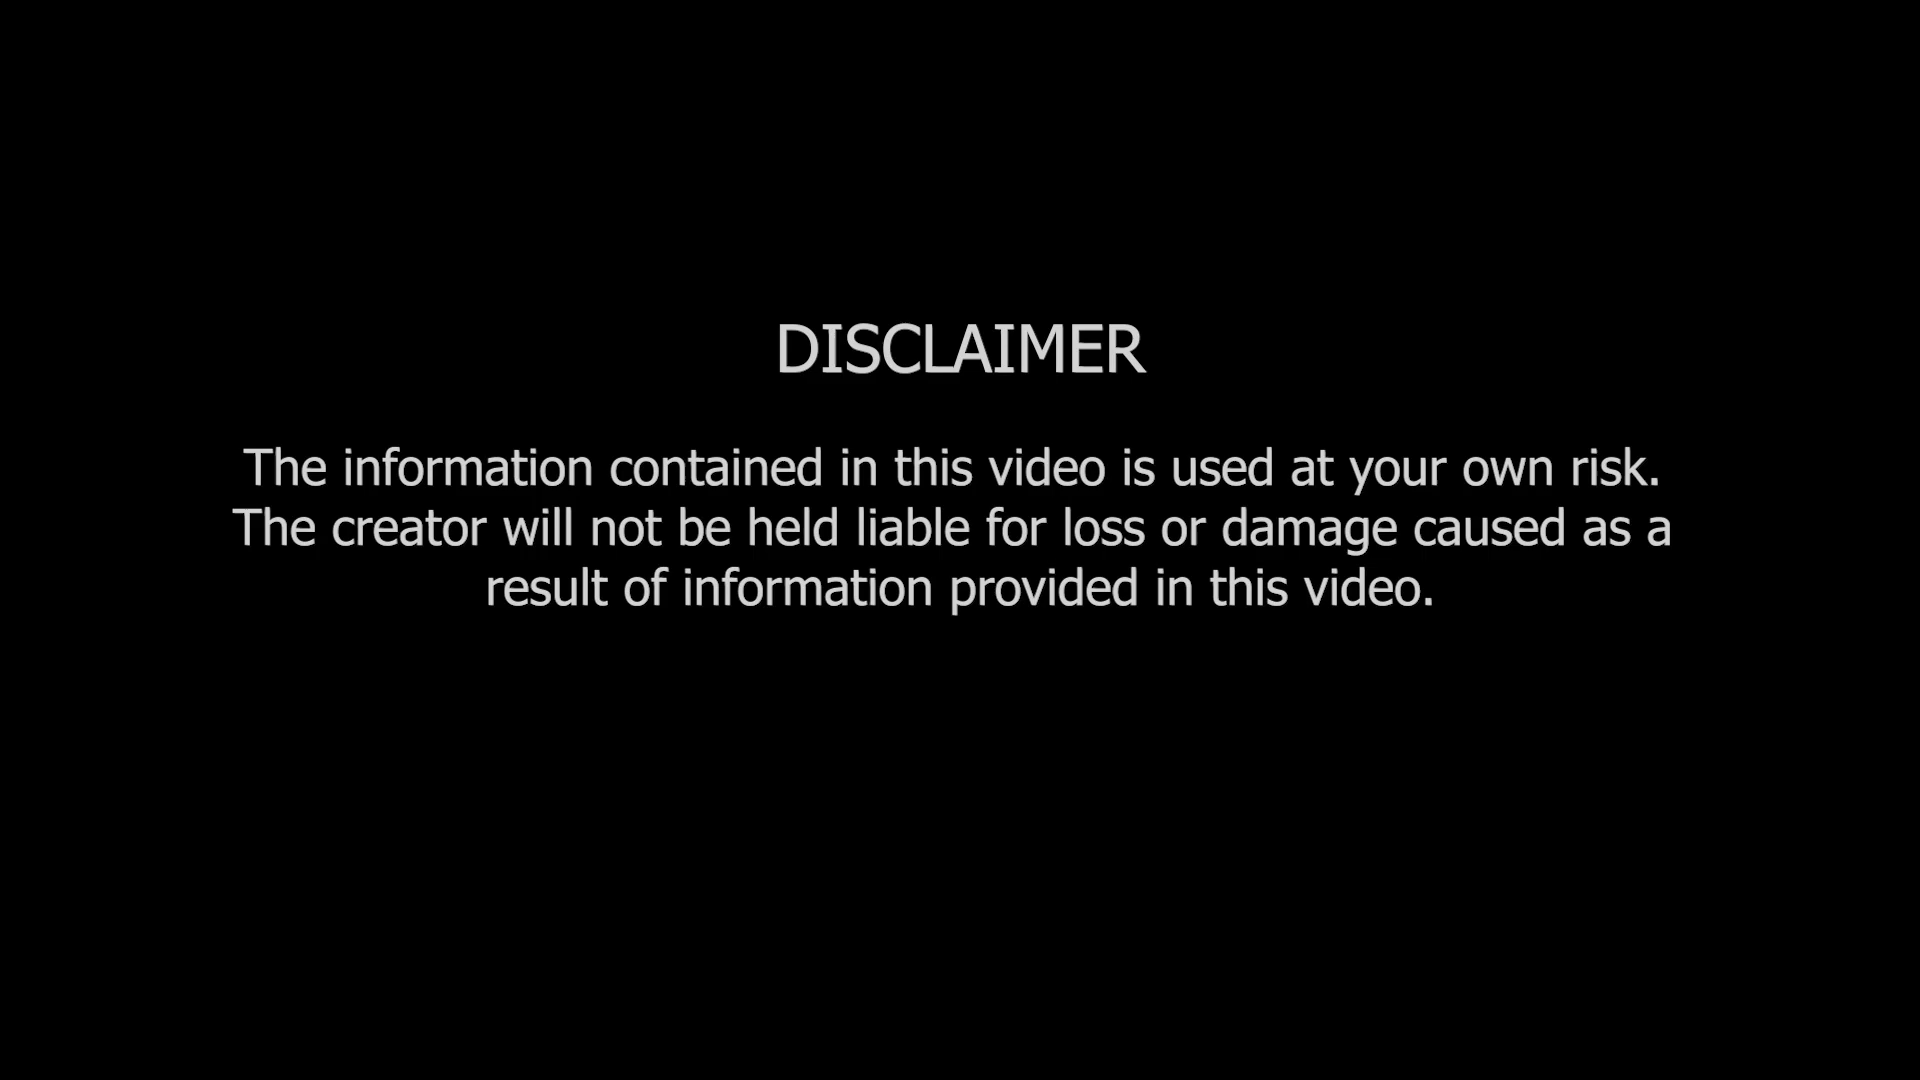 DISCLAIMER
The information contained in this video is used at your own risk.
The creator will not be held liable for loss or damage caused as a
result of information provided in this video.